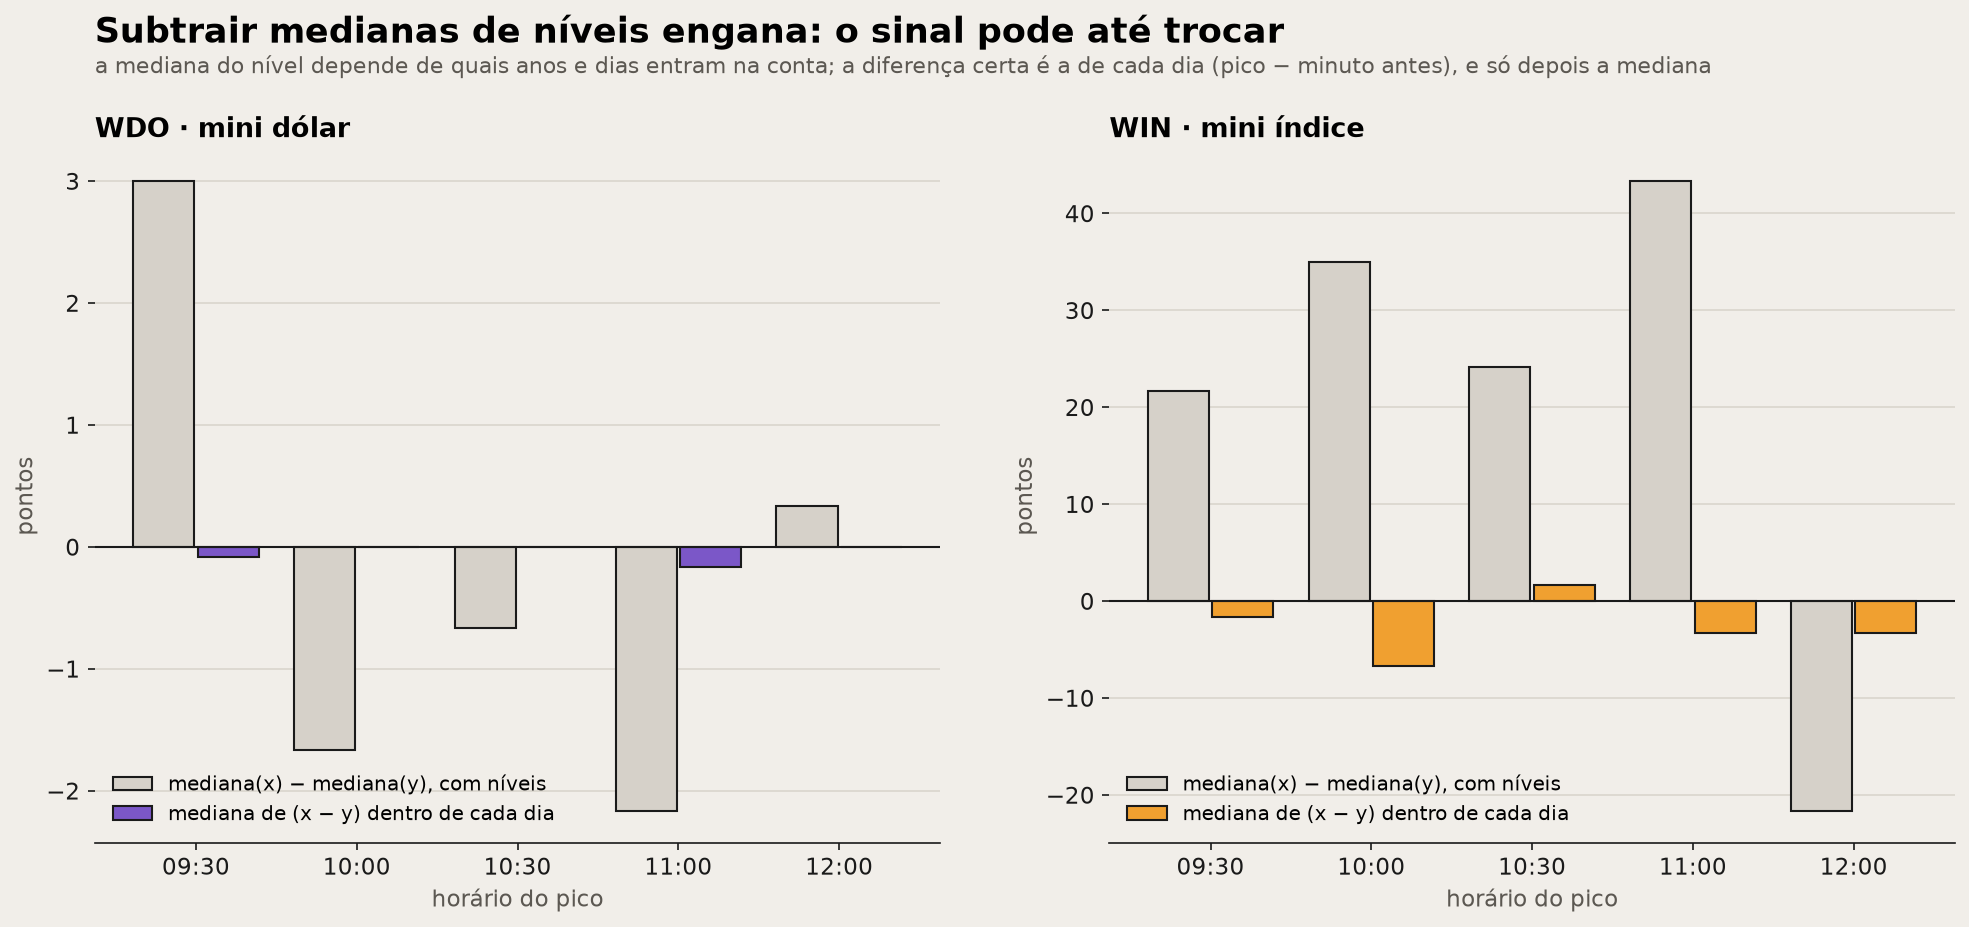 Subtrair medianas de níveis engana: o sinal pode até trocar
a mediana do nível depende de quais anos e dias entram na conta; a diferença certa é a de cada dia (pico − minuto antes), e só depois a mediana
WDO · mini dólar
3
2
1
0
−1
−2
pontos
mediana(x) − mediana(y), com níveis
mediana de (x − y) dentro de cada dia
09:30 10:00 10:30 11:00 12:00
horário do pico
WIN · mini índice
40
30
20
10
0
−10
−20
pontos
mediana(x) − mediana(y), com níveis
mediana de (x − y) dentro de cada dia
09:30 10:00 10:30 11:00 12:00
horário do pico